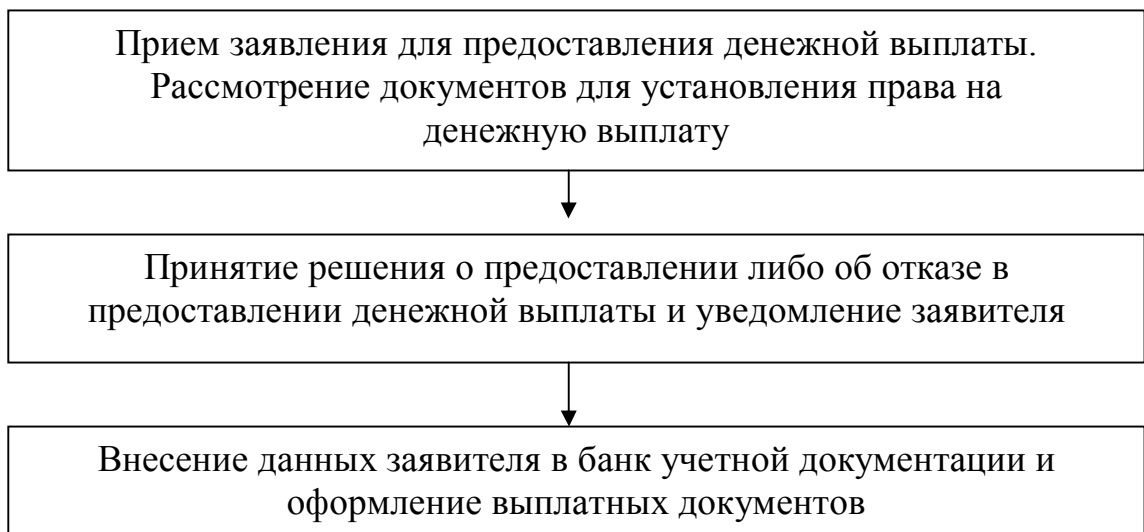 Прием заявления для предоставления денежной выплаты.
Рассмотрение документов для установления права на
денежную выплату
Принятие решения о предоставлении либо об отказе в
предоставлении денежной выплаты и уведомление заявителя
Внесение данных заявителя в банк учетной документации и
оформление выплатных документов